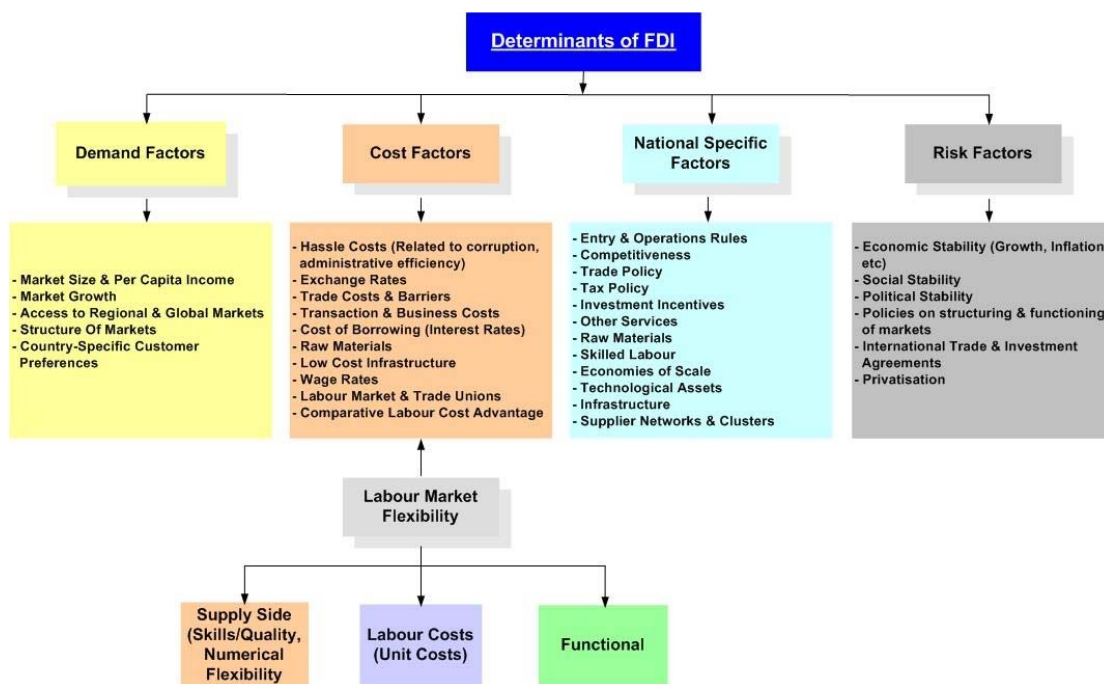 Determinants of FDI
Demand Factors
Cost Factors
National Specific
Factors
Risk Factors
- Market Size & Per Capita Income
- Market Growth
- Access to Regional & Global Markets
- Structure Of Markets
- Country-Specific Customer
Preferences
- Hassle Costs (Related to corruption,
administrative efficiency)
- Exchange Rates
- Trade Costs & Barriers
- Transaction & Business Costs
- Cost of Borrowing (Interest Rates)
- Raw Materials
- Low Cost Infrastructure
- Wage Rates
- Labour Market & Trade Unions
- Comparative Labour Cost Advantage
- Entry & Operations Rules
- Competitiveness
- Trade Policy
- Tax Policy
- Investment Incentives
- Other Services
- Raw Materials
- Skilled Labour
- Economies of Scale
- Technological Assets
- Infrastructure
- Supplier Networks & Clusters
- Economic Stability (Growth, Inflation
etc)
- Social Stability
- Political Stability
- Policies on structuring & functioning
of markets
- International Trade & Investment
Agreements
- Privatisation
Labour Market
Flexibility
Supply Side
(Skills/Quality,
Numerical
Flexibility
Labour Costs
(Unit Costs)
Functional